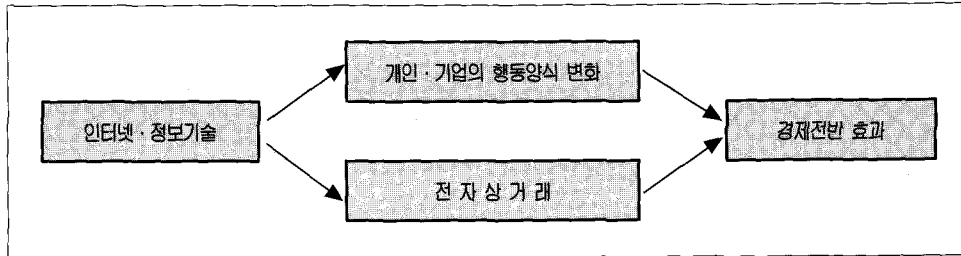 개인 · 기업의 행동양식 변화
인터넷 · 정보기술
경제전반 효과
전 자 상 거 래